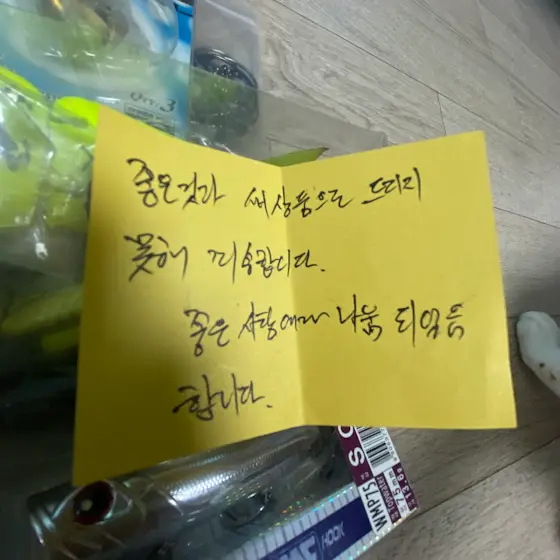 좋은것과 새상품으로 드리지
못해 죄송합니다.
좋은 사람에게 나눔 되었음
합니다.
WMP75
HOOK